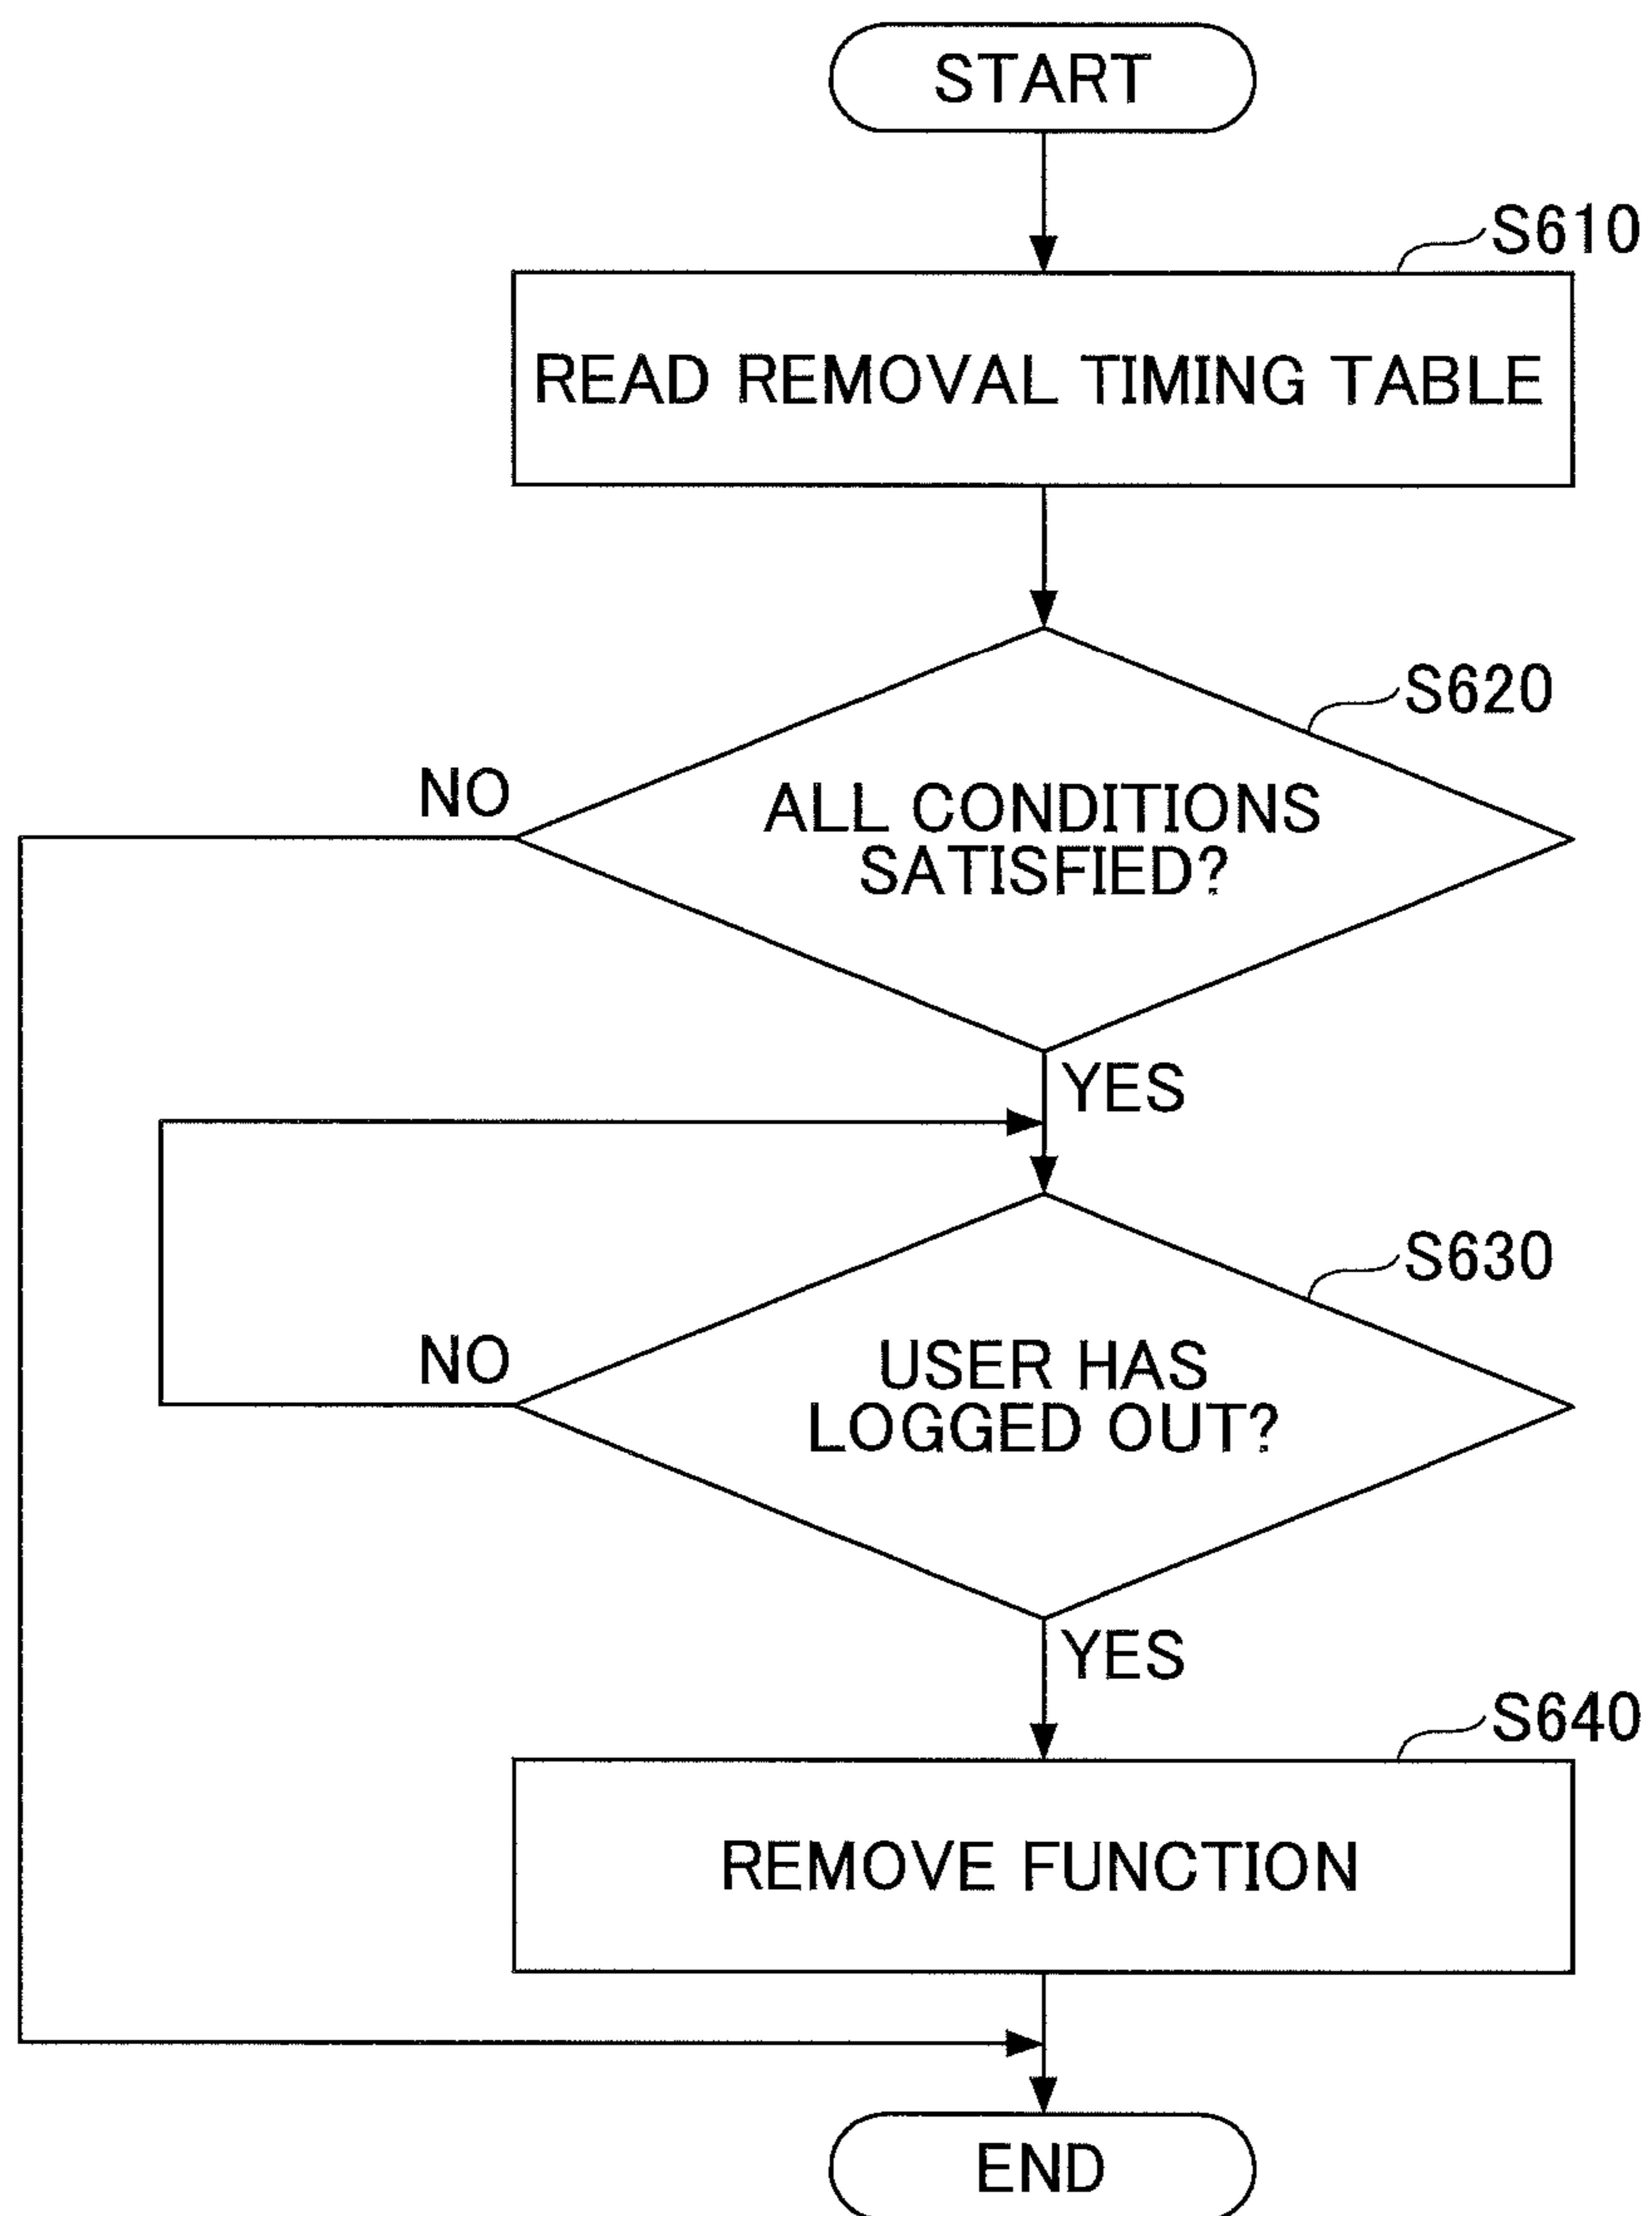 START
S610
READ REMOVAL TIMING TABLE
S620
NO
ALL CONDITIONS
SATISFIED?
YES
S630
NO
USER HAS
LOGGED OUT?
YES
S640
REMOVE FUNCTION
END